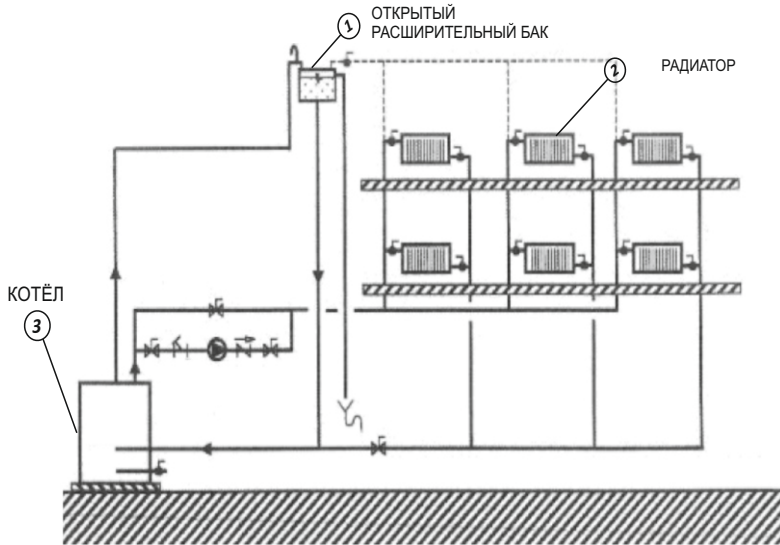 1 ОТКРЫТЫЙ
РАСШИРИТЕЛЬНЫЙ БАК
2 РАДИАТОР
КОТЁЛ
3